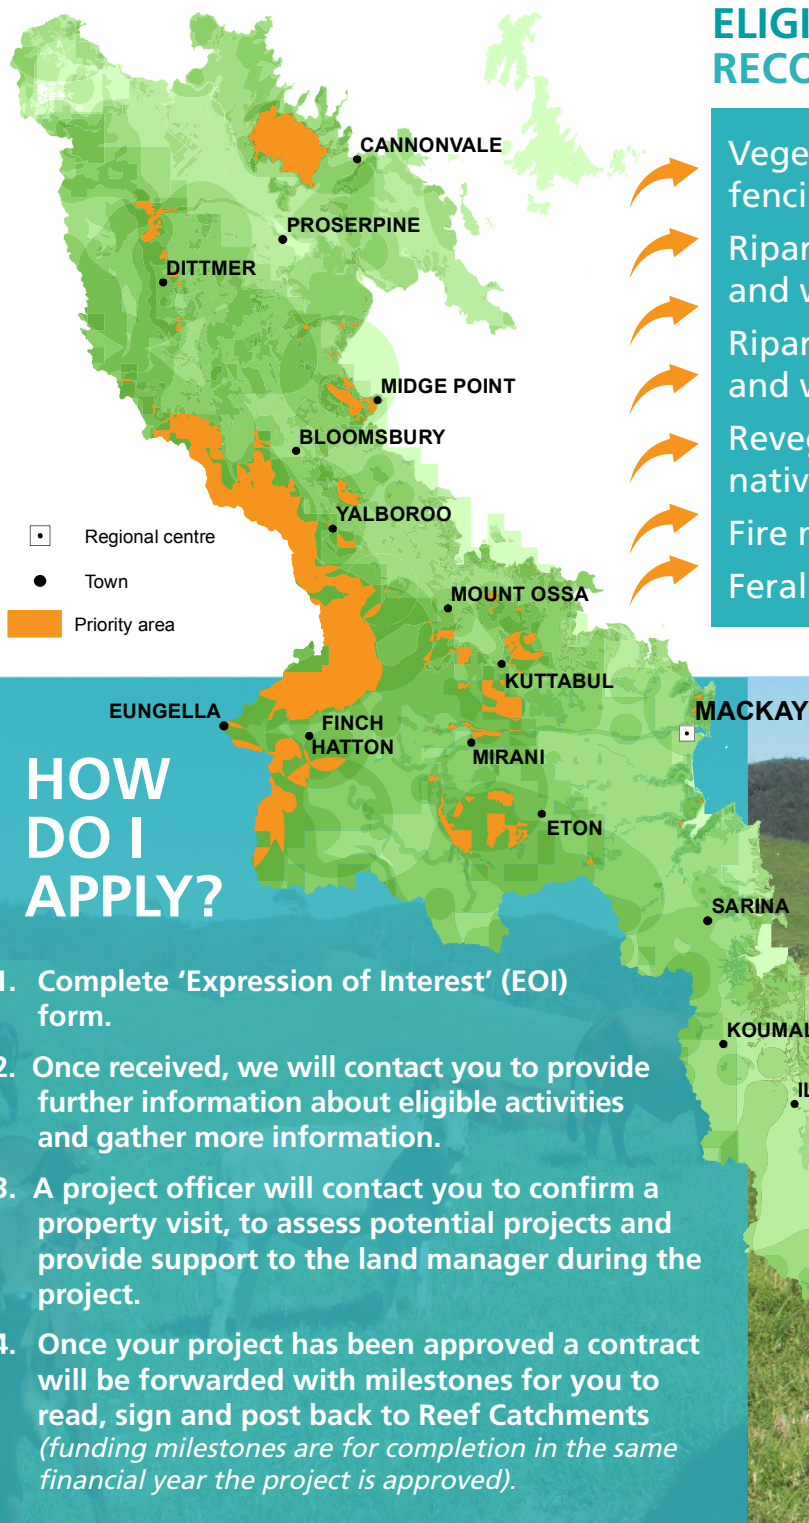 ELIGI
RECO
Vege
fenci
Ripar
and w
Ripar
and w
Reveg
nativ
Fire r
Feral
CANNONVALE
PROSERPINE
DITTMER
MIDGE POINT
BLOOMSBURY
YALBOROO
MOUNT OSSA
KUTTABUL
EUNGELLA
FINCH
HATTON
MIRANI
MACKAY
ETON
SARINA
KOUMAL
IL
Regional centre
Town
Priority area
HOW
DO I
APPLY?
1. Complete ‘Expression of Interest’ (EOI)
form.
2. Once received, we will contact you to provide
further information about eligible activities
and gather more information.
3. A project officer will contact you to confirm a
property visit, to assess potential projects and
provide support to the land manager during the
project.
4. Once your project has been approved a contract
will be forwarded with milestones for you to
read, sign and post back to Reef Catchments
(funding milestones are for completion in the same
financial year the project is approved).